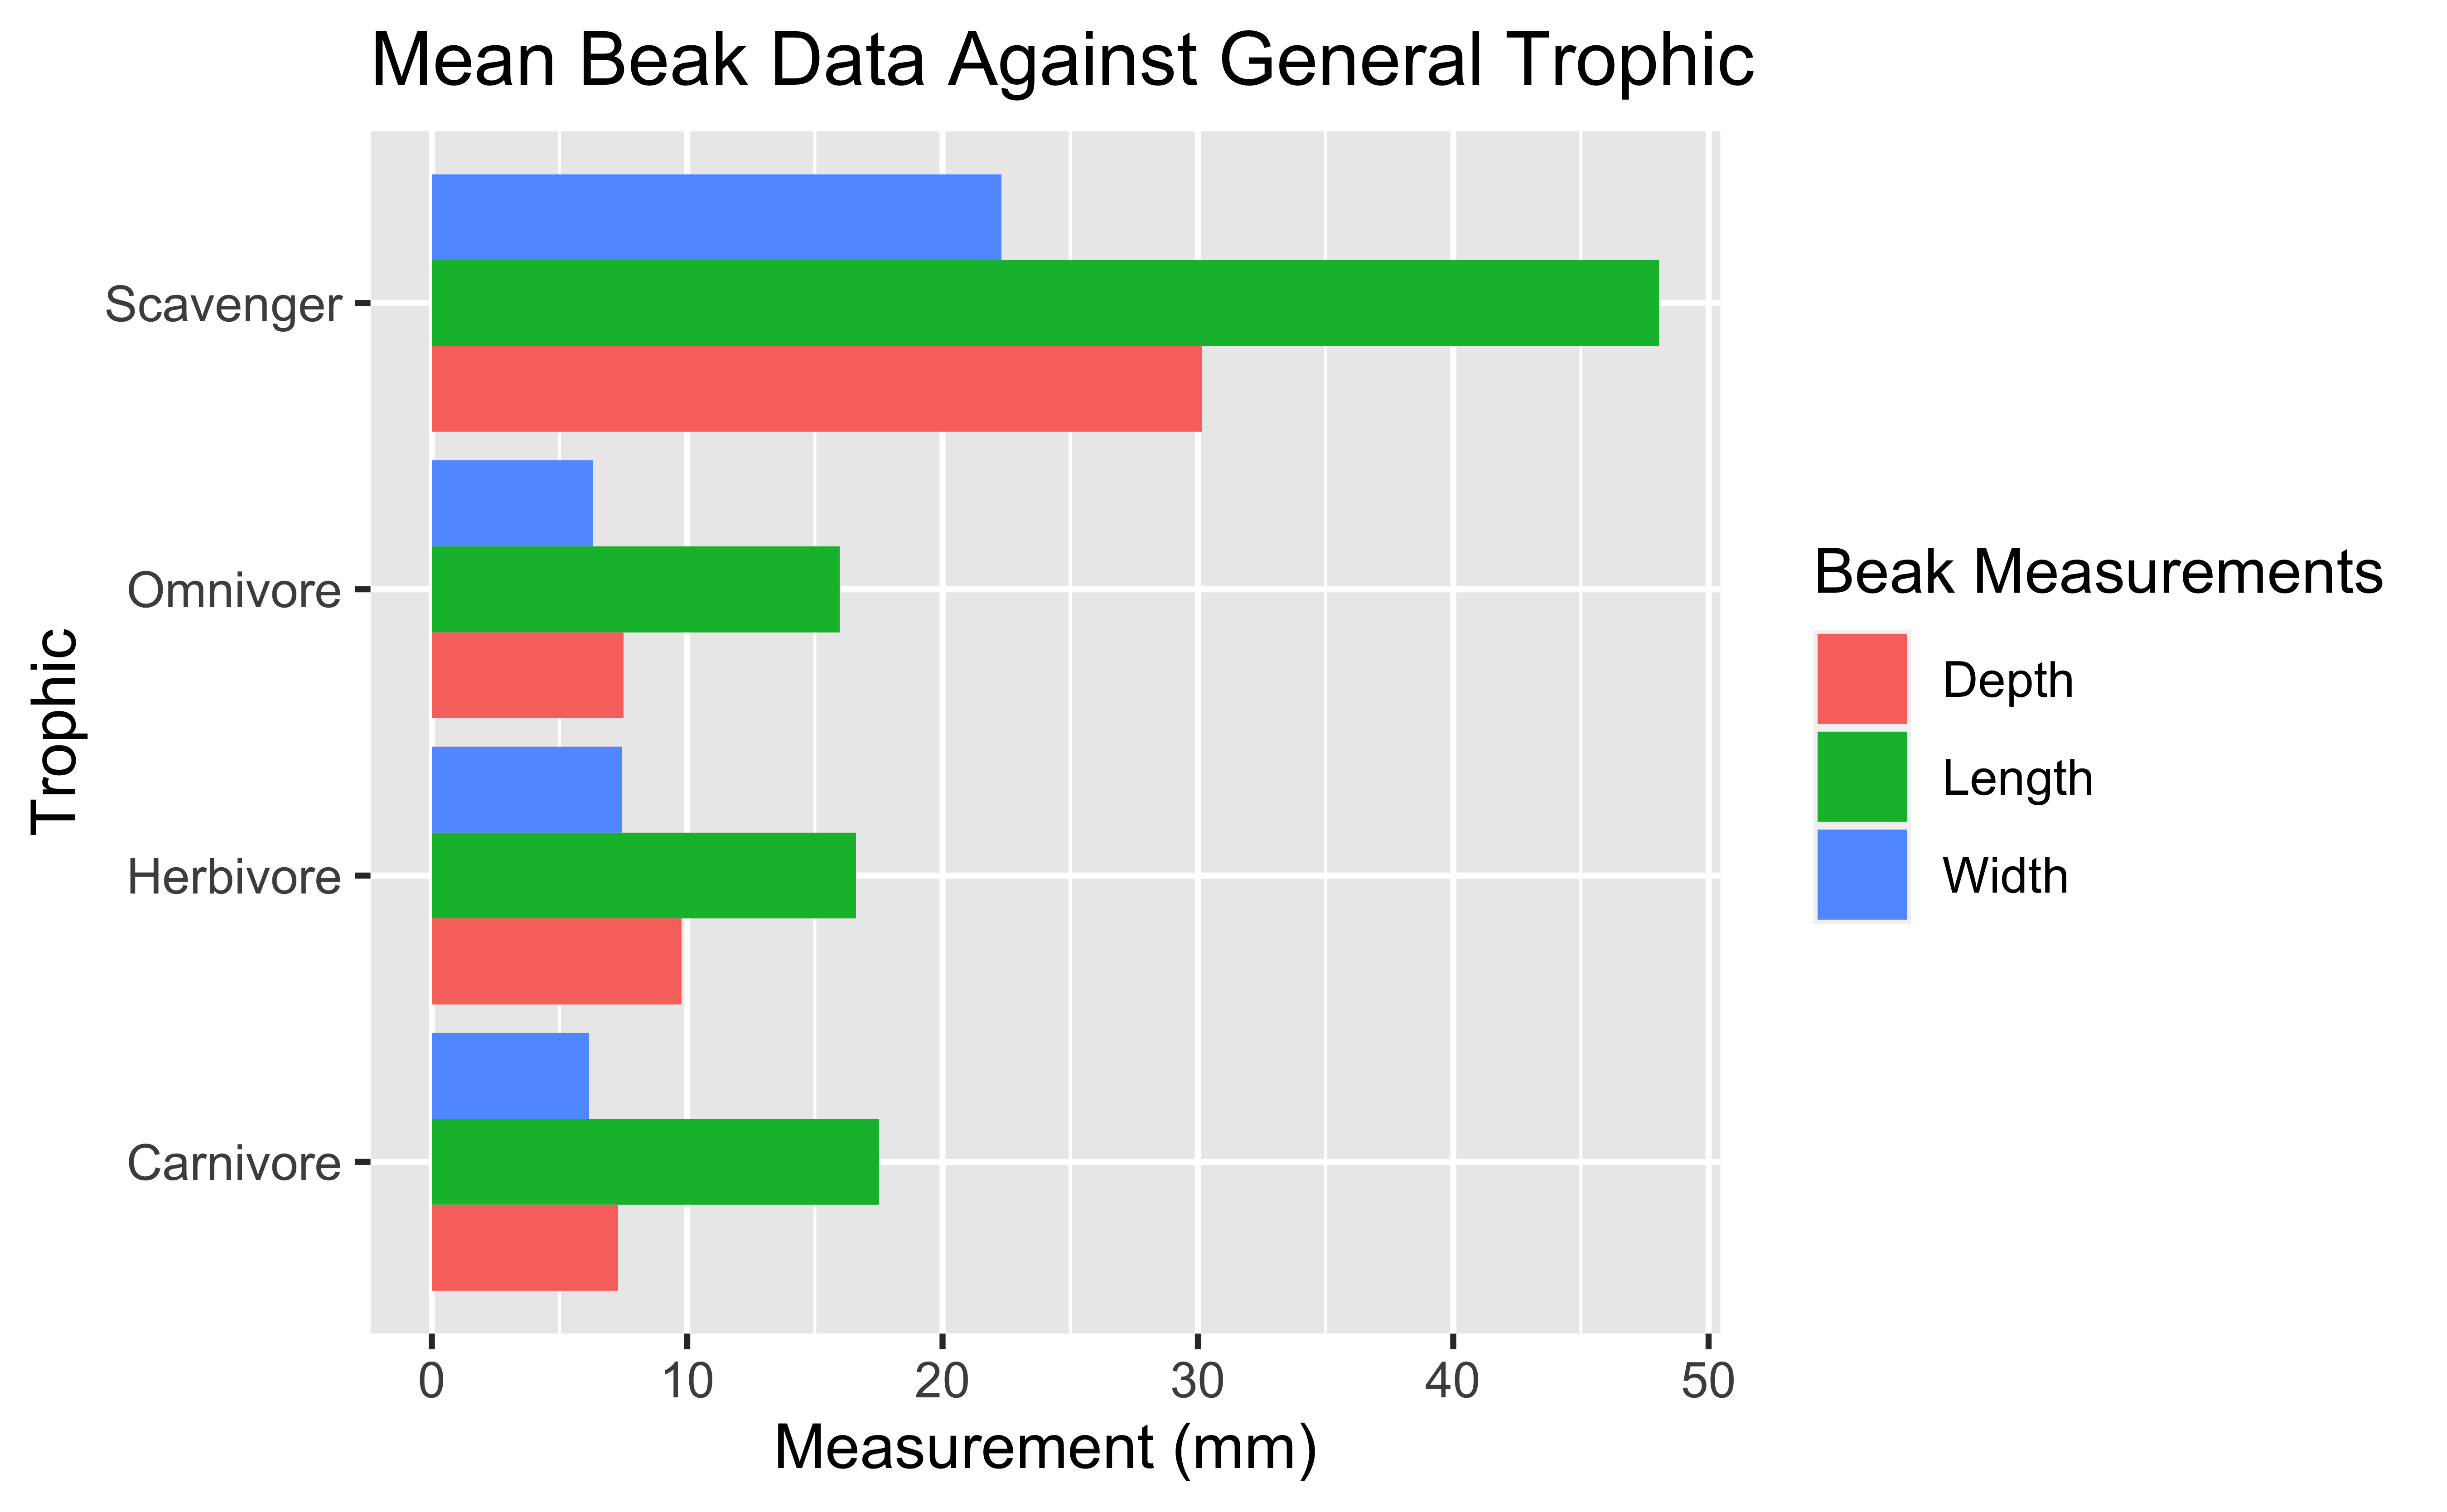 Mean Beak Data Against General Trophic
Scavenger
Omnivore
Herbivore
Carnivore
Trophic
0 10 20 30 40 50
Measurement (mm)
Beak Measurements
Depth
Length
Width